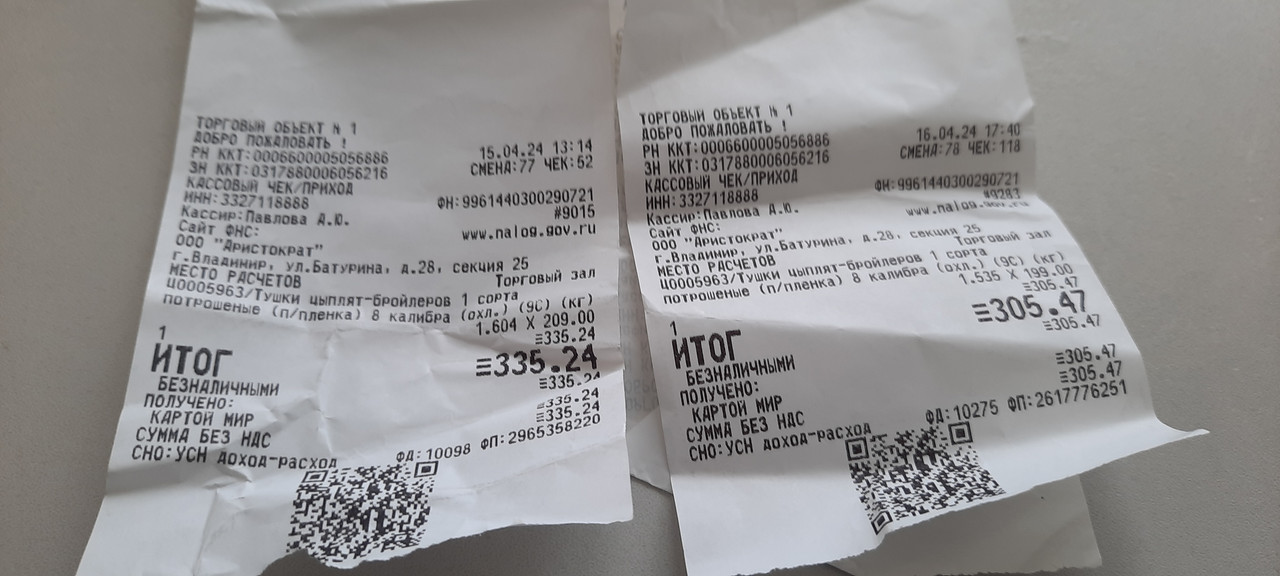 ТОРГОВЫЙ ОБЪЕКТ № 1
ДОБРО ПОЖАЛОВАТЬ !
РН ККТ:0006600005056886 15.04.24 13:14
ЗН ККТ:0317880006056216 СМЕНА:77 ЧЕК:52
КАССОВЫЙ ЧЕК/ПРИХОД
ИНН:3327118888 ФН:9961440300290721
Кассир:Павлова А.Ю. #9015
Сайт ФНС: www.nalog.gov.ru
ООО "Аристократ"
г.Владимир, ул.Батурина, д.28, секция 25
МЕСТО РАСЧЕТОВ Торговый зал
Ц0005963/Тушки цыплят-бройлеров 1 сорта
потрошеные (п/пленка) 8 калибра (охл.) (9С) (кг)
1.604 X 209.00
1 ≡335.24
ИТОГ ≡335.24
БЕЗНАЛИЧНЫМИ ≡335.24
ПОЛУЧЕНО:
КАРТОЙ МИР ≡335.24
СУММА БЕЗ НДС ≡335.24
СНО:УСН доход-расход ФД:10098 ФП:2965358220
ТОРГОВЫЙ ОБЪЕКТ № 1
ДОБРО ПОЖАЛОВАТЬ !
РН ККТ:0006600005056886 16.04.24 17:40
ЗН ККТ:0317880006056216 СМЕНА:78 ЧЕК:118
КАССОВЫЙ ЧЕК/ПРИХОД
ИНН:3327118888 ФН:9961440300290721
Кассир:Павлова А.Ю. #9283
Сайт ФНС: www.nalog.gov.ru
ООО "Аристократ"
г.Владимир, ул.Батурина, д.28, секция 25
МЕСТО РАСЧЕТОВ Торговый зал
Ц0005963/Тушки цыплят-бройлеров 1 сорта
потрошеные (п/пленка) 8 калибра (охл.) (9С) (кг)
1.535 X 199.00
1 ≡305.47
ИТОГ ≡305.47
БЕЗНАЛИЧНЫМИ ≡305.47
ПОЛУЧЕНО:
КАРТОЙ МИР ≡305.47
СУММА БЕЗ НДС ≡305.47
СНО:УСН доход-расход ФД:10275 ФП:2617776251